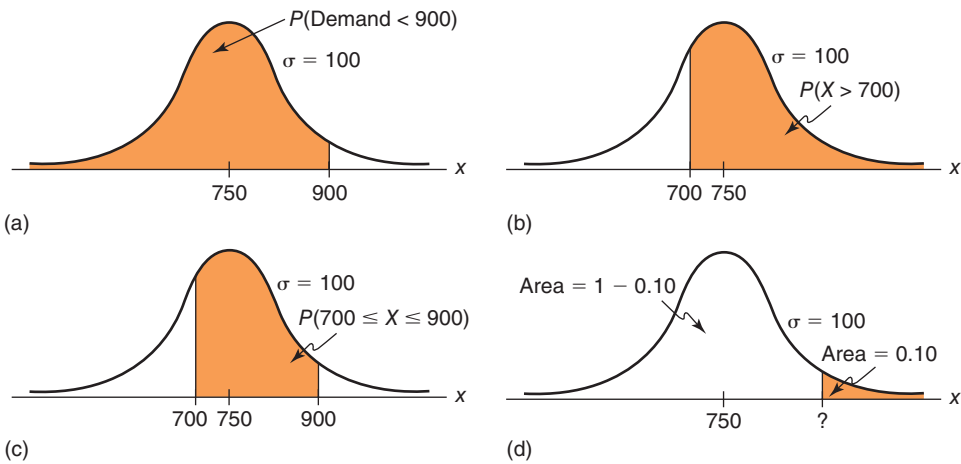 P(Demand < 900)
σ = 100
x
750
900
(a)
σ = 100
P(X > 700)
x
700
750
(b)
σ = 100
P(700 ≤ X ≤ 900)
x
700
750
900
(c)
Area = 1 − 0.10
σ = 100
Area = 0.10
x
750
?
(d)